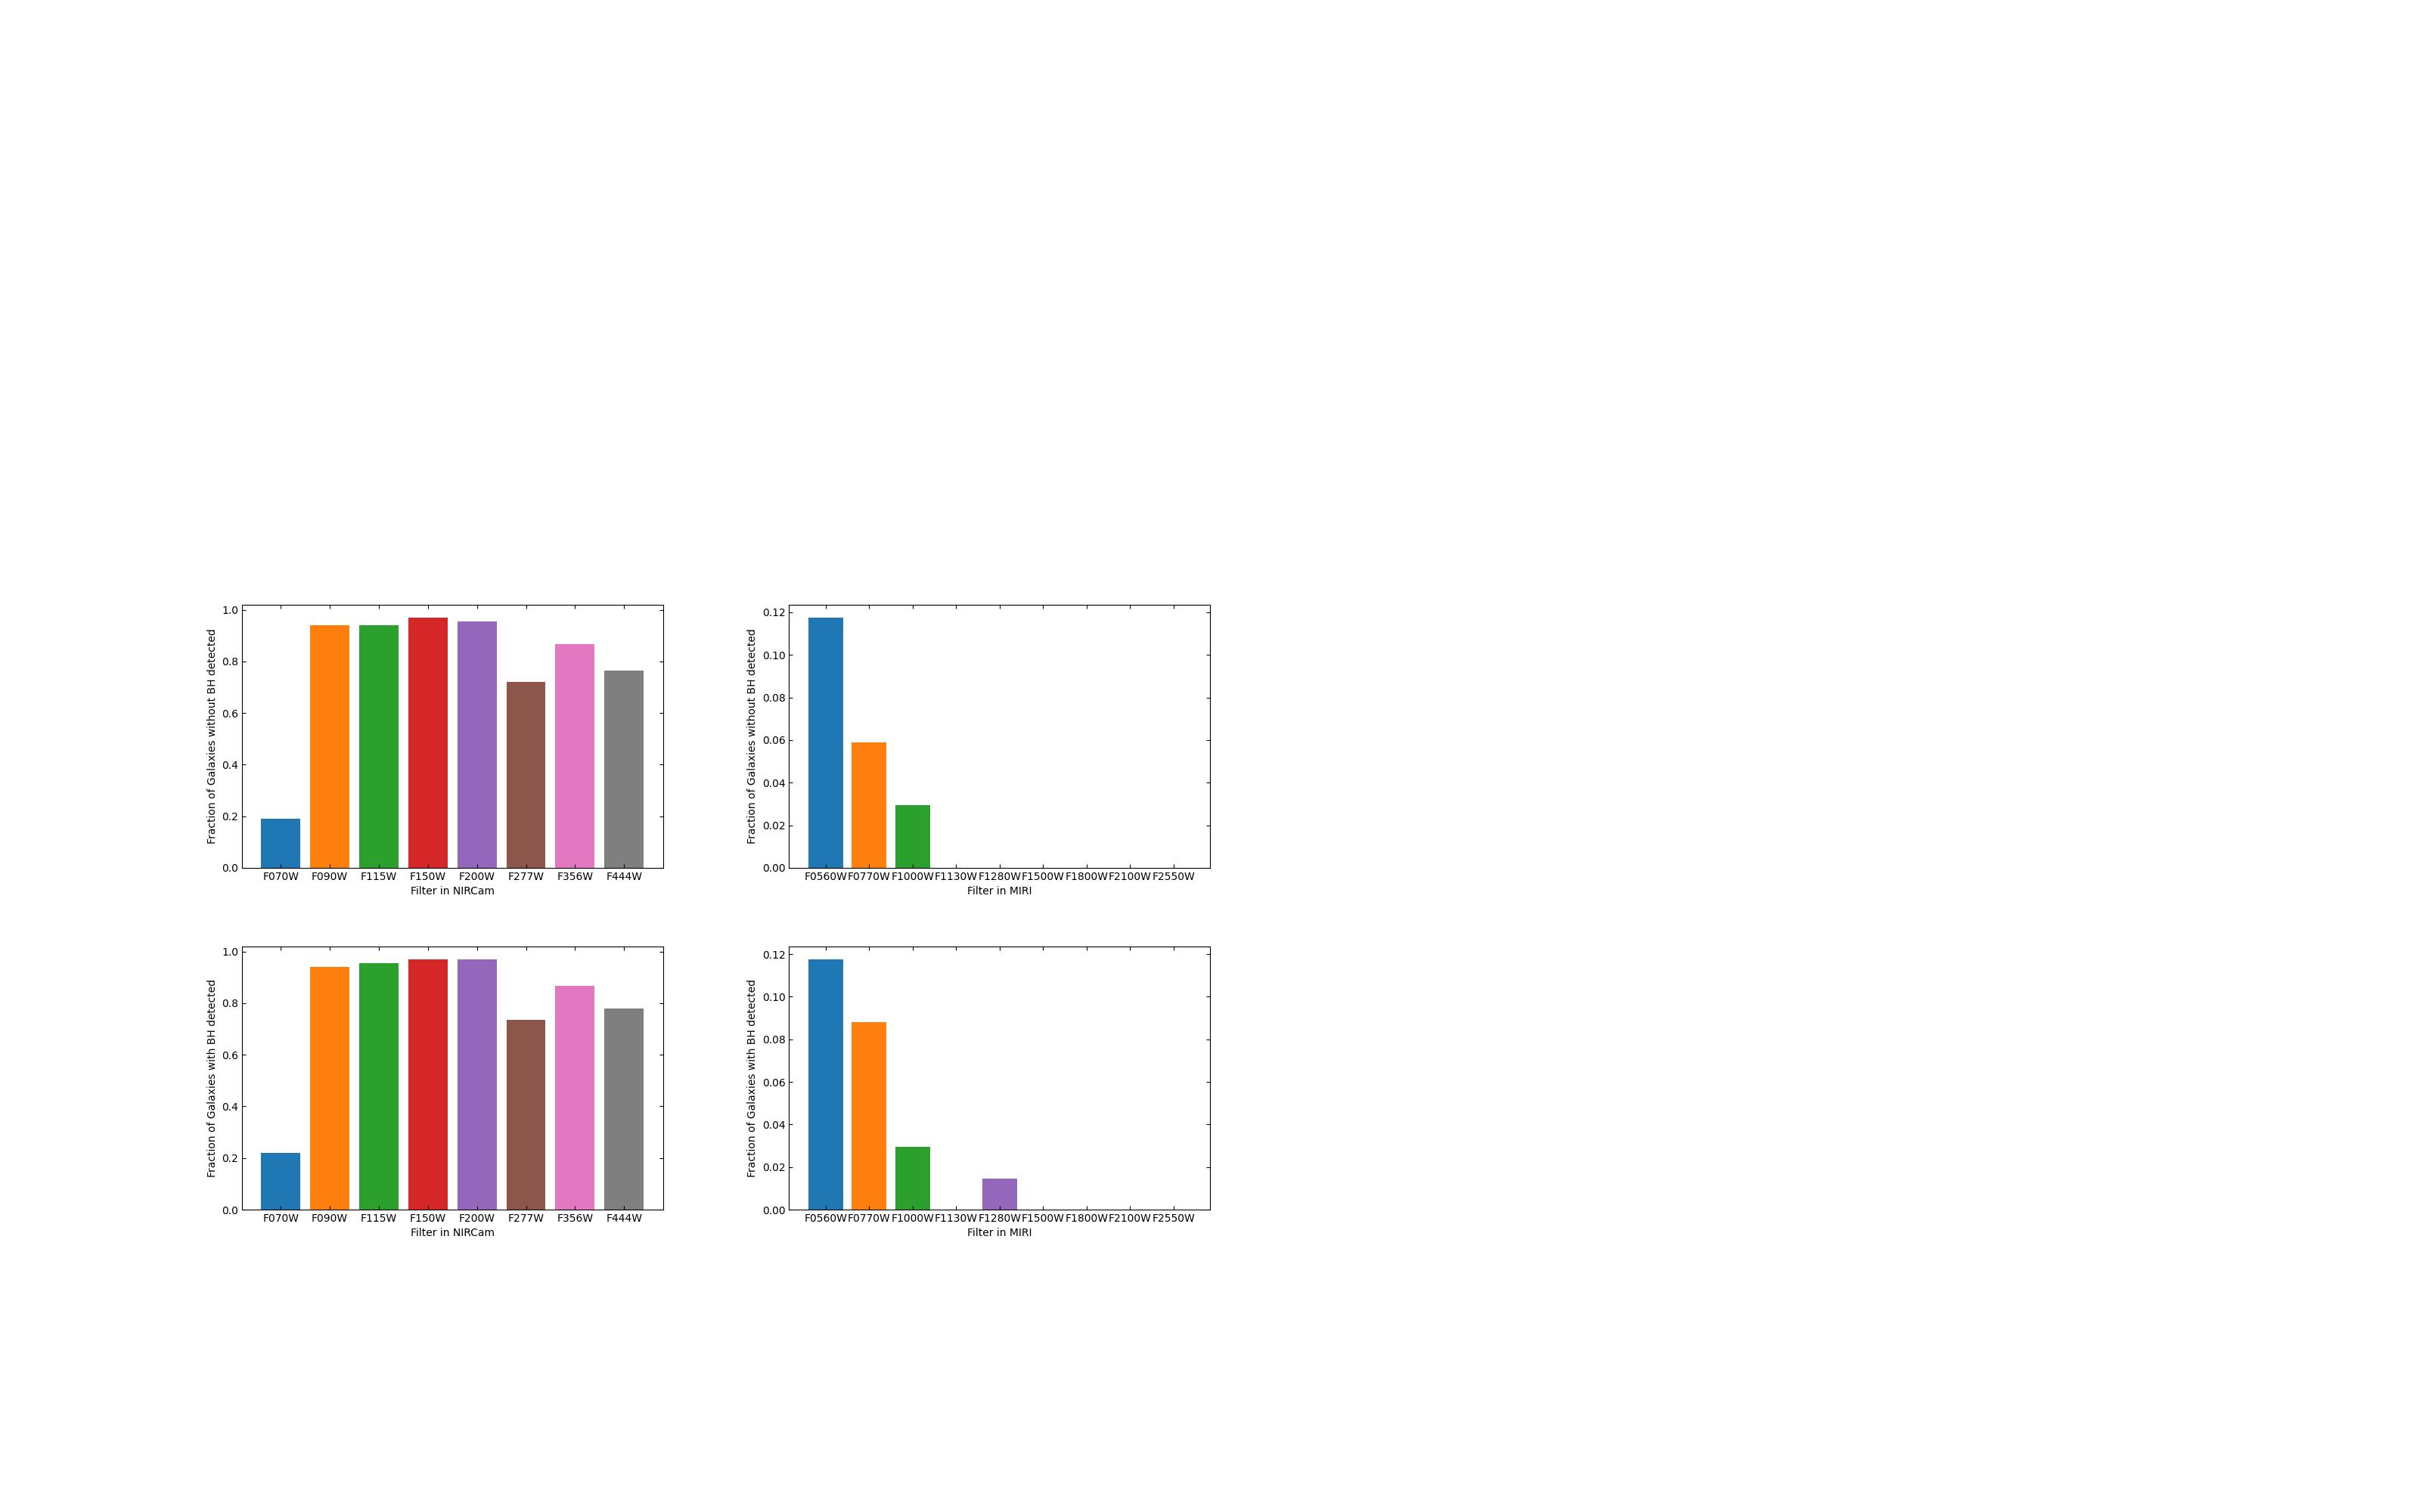 Fraction of Galaxies without BH detected
1.0
0.8
0.6
0.4
0.2
0.0
F070W F090W F115W F150W F200W F277W F356W F444W
Filter in NIRCam
Fraction of Galaxies without BH detected
0.12
0.10
0.08
0.06
0.04
0.02
0.00
F0560W F0770W F1000W F1130W F1280W F1500W F1800W F2100W F2550W
Filter in MIRI
Fraction of Galaxies with BH detected
1.0
0.8
0.6
0.4
0.2
0.0
F070W F090W F115W F150W F200W F277W F356W F444W
Filter in NIRCam
Fraction of Galaxies with BH detected
0.12
0.10
0.08
0.06
0.04
0.02
0.00
F0560W F0770W F1000W F1130W F1280W F1500W F1800W F2100W F2550W
Filter in MIRI